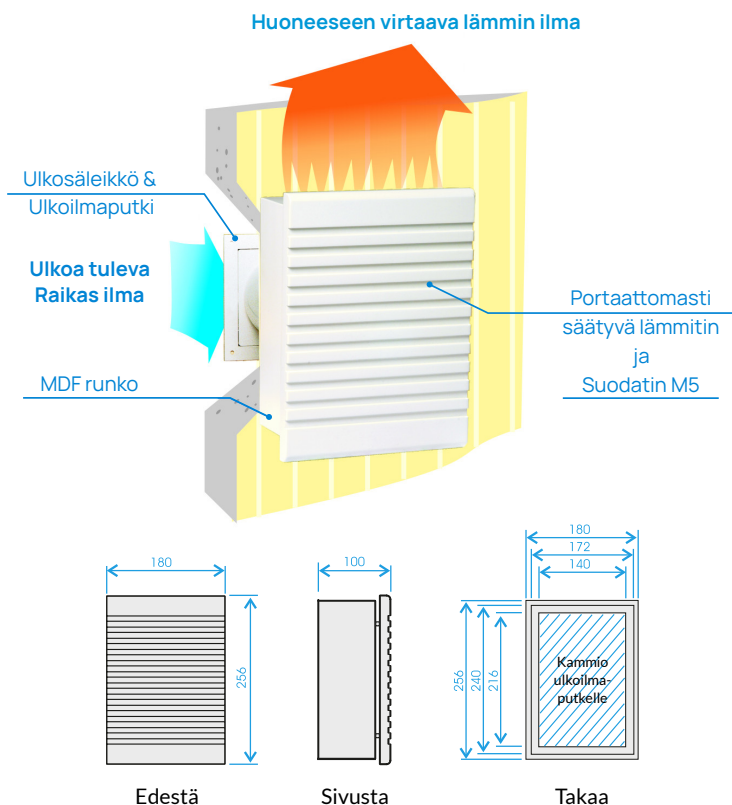 Huoneeseen virtaava lämmin ilma
Ulkosäleikkö &
Ulkoilmaputki
Ulkoa tuleva
Raikas ilma
Portaattomasti
säätyvä lämmitin
ja
Suodatin M5
MDF runko
180
256
Edestä
100
Sivusta
180
172
140
256
240
216
Kammio
ulkoilma-
putkelle
Takaa